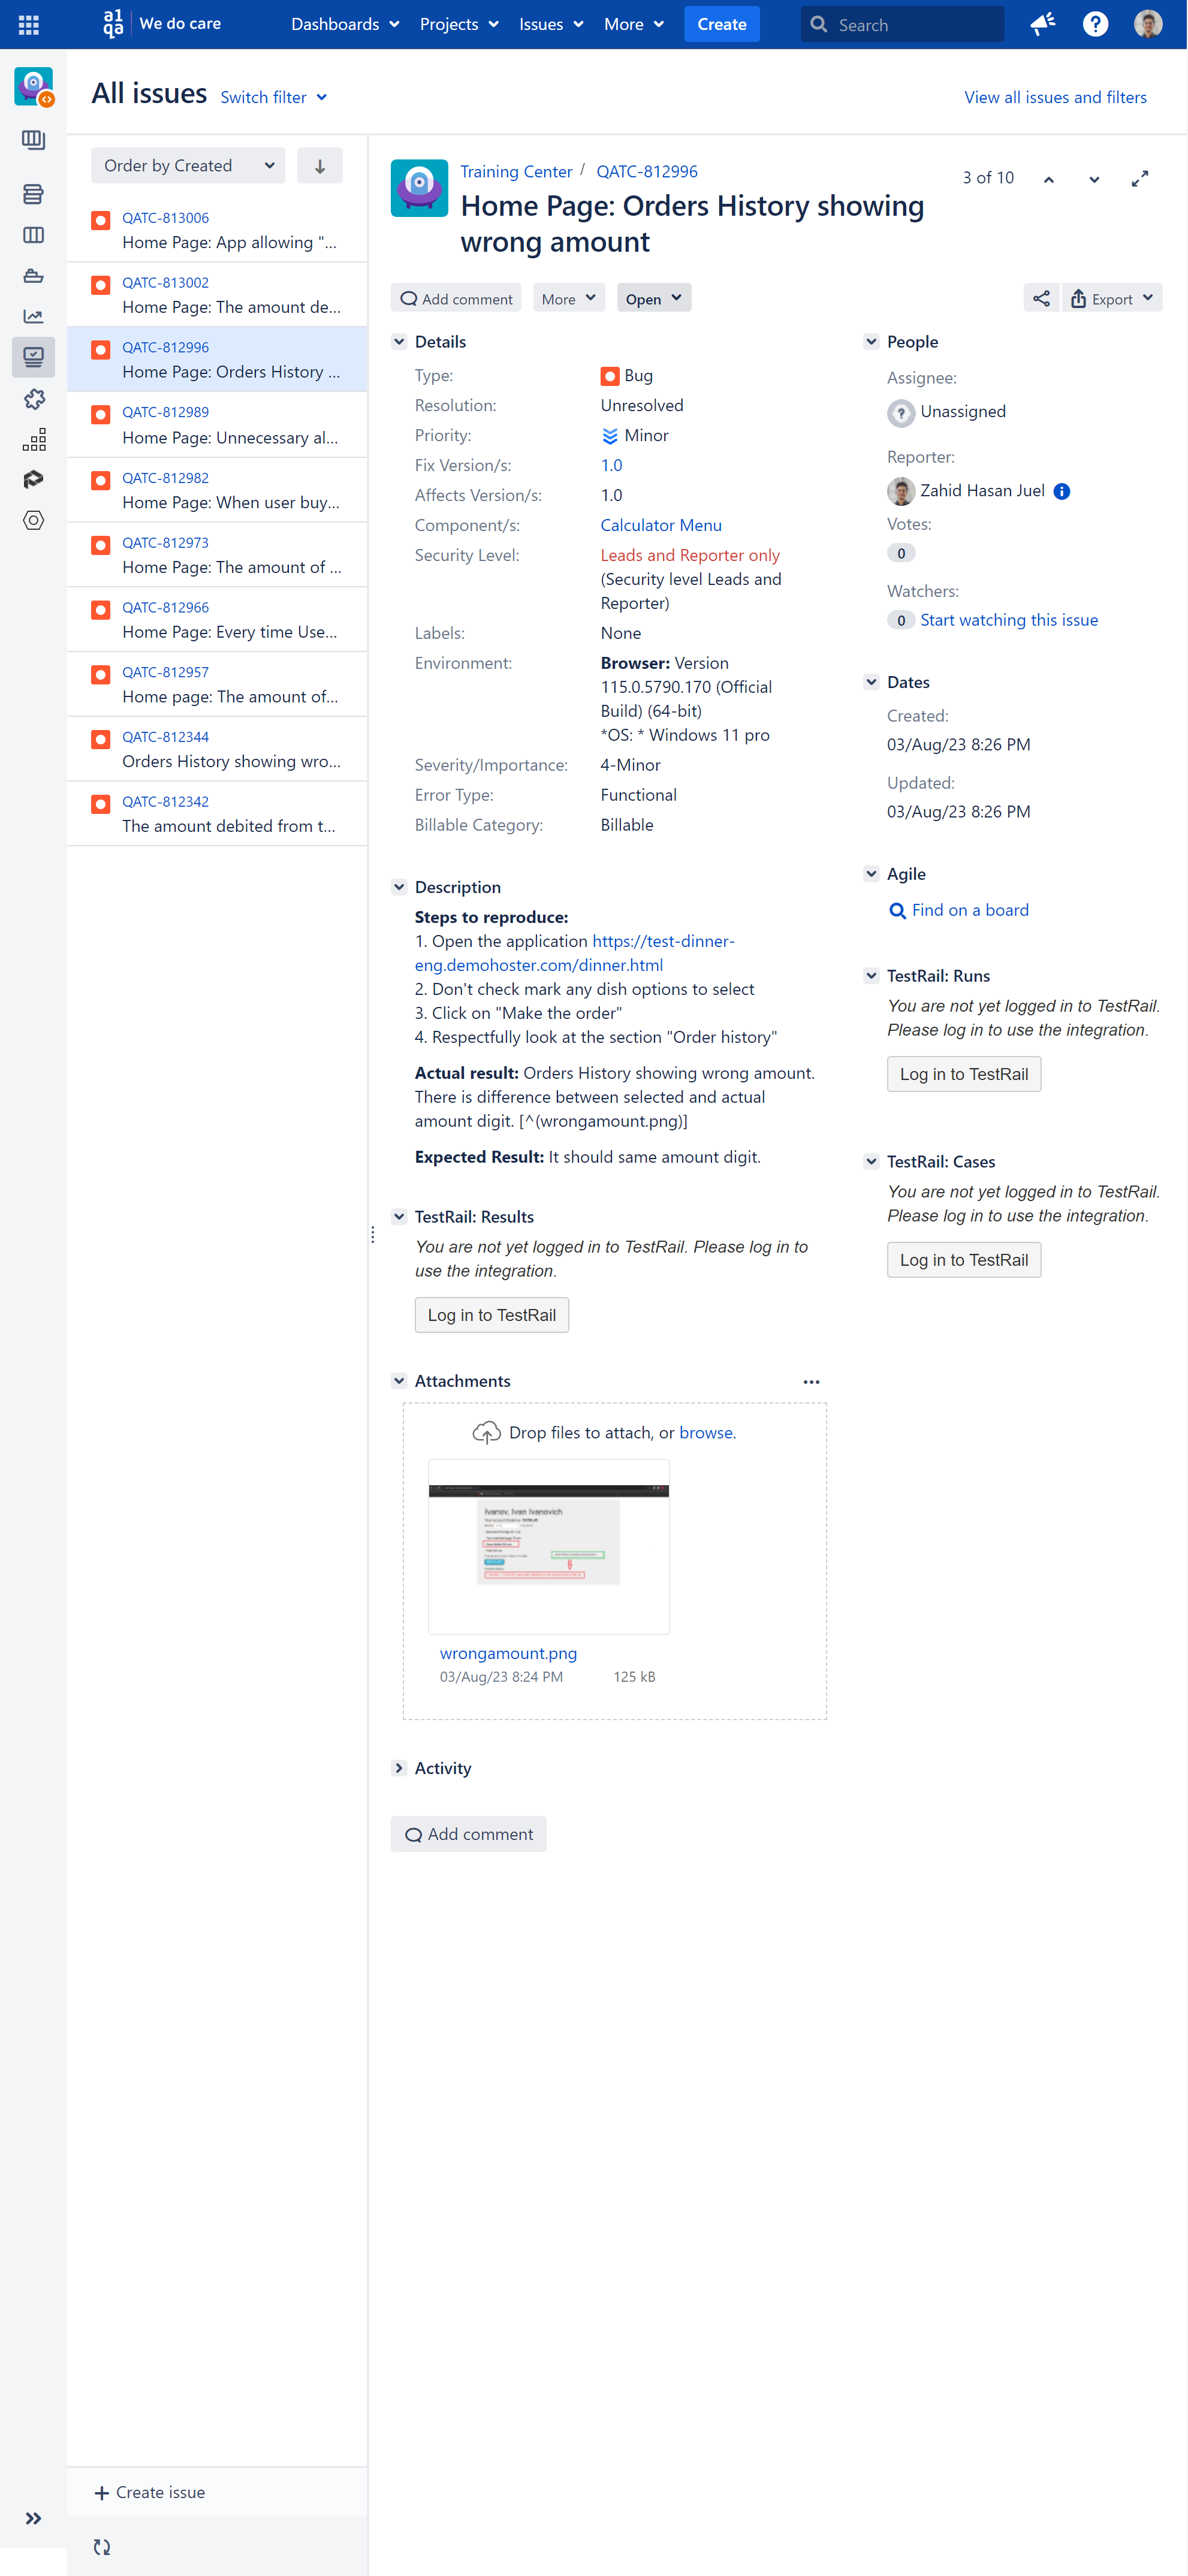 a1qa We do care Dashboards Projects Issues More Create Search
All issues Switch filter View all issues and filters
Order by Created
QATC-813006
Home Page: App allowing "...
QATC-813002
Home Page: The amount de...
QATC-812996
Home Page: Orders History ...
QATC-812989
Home Page: Unnecessary al...
QATC-812982
Home Page: When user buy...
QATC-812973
Home Page: The amount of ...
QATC-812966
Home Page: Every time Use...
QATC-812957
Home page: The amount of...
QATC-812344
Orders History showing wro...
QATC-812342
The amount debited from t...
Create issue
Training Center / QATC-812996
3 of 10
Home Page: Orders History showing
wrong amount
Add comment More Open Export
Details
Type: Bug
Resolution: Unresolved
Priority: Minor
Fix Version/s: 1.0
Affects Version/s: 1.0
Component/s: Calculator Menu
Security Level: Leads and Reporter only
(Security level Leads and
Reporter)
Labels: None
Environment: Browser: Version
115.0.5790.170 (Official
Build) (64-bit)
*OS: * Windows 11 pro
Severity/Importance: 4-Minor
Error Type: Functional
Billable Category: Billable
Description
Steps to reproduce:
1. Open the application https://test-dinner-
eng.demohoster.com/dinner.html
2. Don't check mark any dish options to select
3. Click on "Make the order"
4. Respectfully look at the section "Order history"
Actual result: Orders History showing wrong amount.
There is difference between selected and actual
amount digit. [^(wrongamount.png)]
Expected Result: It should same amount digit.
TestRail: Results
You are not yet logged in to TestRail. Please log in to
use the integration.
Log in to TestRail
Attachments
Drop files to attach, or browse.
Ivanov, Ivan Ivanovich
wrongamount.png
03/Aug/23 8:24 PM 125 kB
Activity
Add comment
People
Assignee:
Unassigned
Reporter:
Zahid Hasan Juel
Votes:
0
Watchers:
0 Start watching this issue
Dates
Created:
03/Aug/23 8:26 PM
Updated:
03/Aug/23 8:26 PM
Agile
Find on a board
TestRail: Runs
You are not yet logged in to TestRail.
Please log in to use the integration.
Log in to TestRail
TestRail: Cases
You are not yet logged in to TestRail.
Please log in to use the integration.
Log in to TestRail